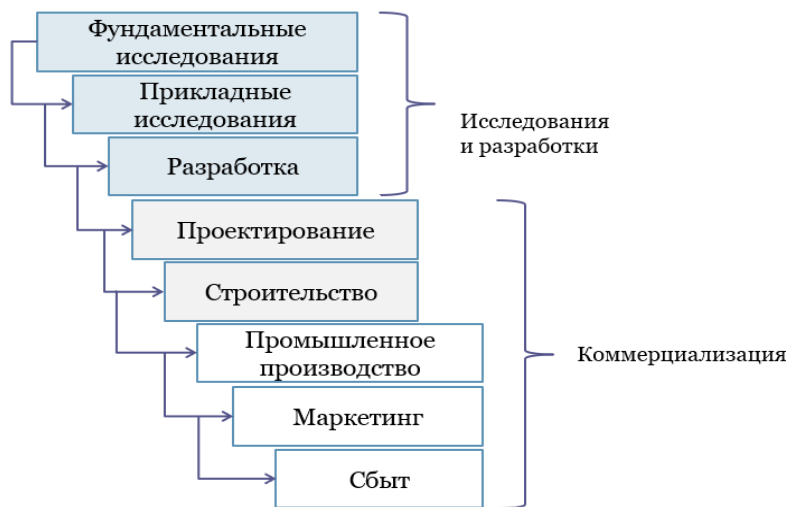 Фундаментальные
исследования
Прикладные
исследования
Разработка
Исследования
и разработки
Проектирование
Строительство
Промышленное
производство
Маркетинг
Сбыт
Коммерциализация